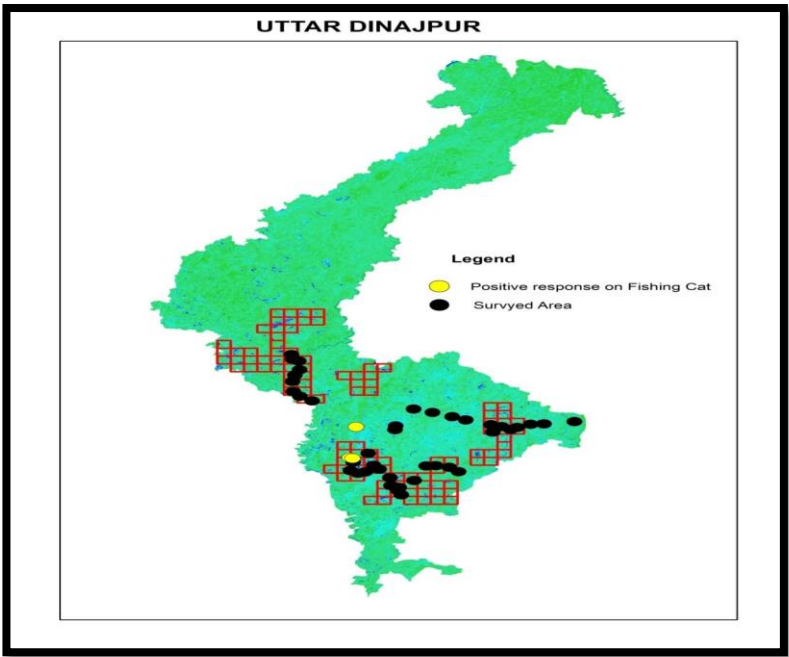 UTTAR DINAJPUR
Legend
Positive response on Fishing Cat
Survyed Area